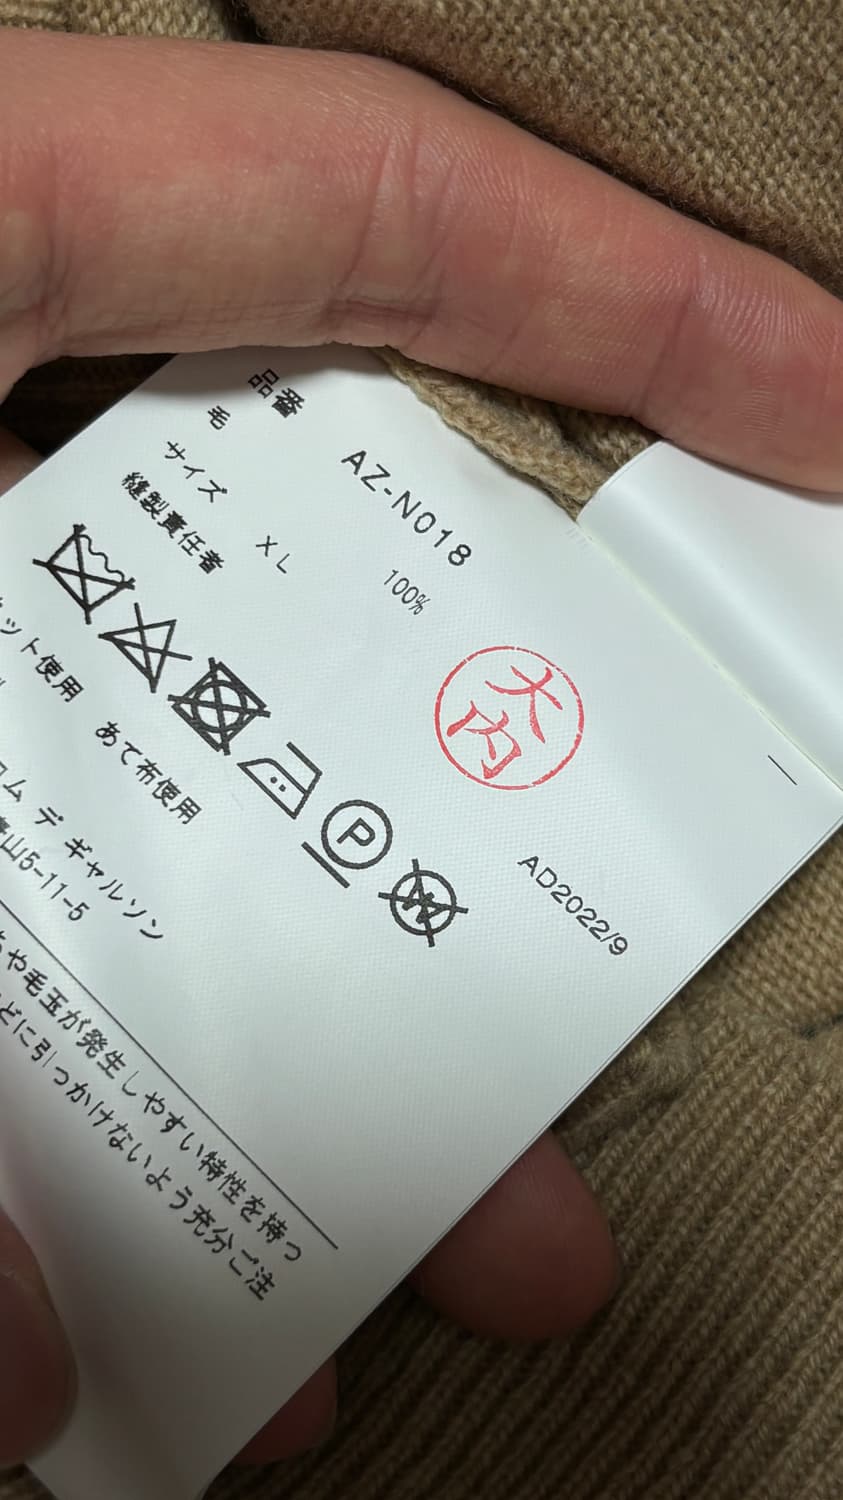 品番 AZ-N018
毛 100%
サイズ XL
縫製責任者 大内
P W
ット使用 あて布使用
AD2022/9
ム デ ギャルソン
青山5-11-5
や毛玉が発生しやすい特性を持つ
どに引っかけないよう充分ご注